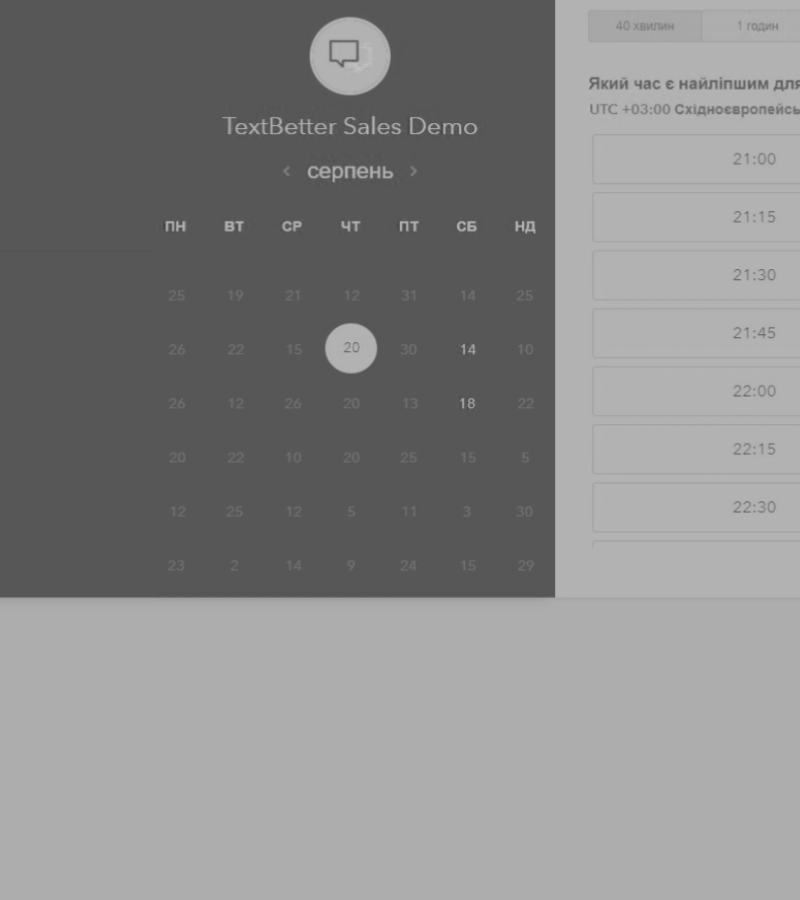 TextBetter Sales Demo
серпень
ПН ВТ СР ЧТ ПТ СБ НД
25 19 21 12 31 14 25
26 22 15 20 30 14 10
26 12 26 20 13 18 22
20 22 10 20 25 15 5
12 25 12 5 11 3 30
23 2 14 9 24 15 29
40 хвилин 1 годин
Який час є найліпшим для
UTC +03:00 Східноєвропейсь
21:00
21:15
21:30
21:45
22:00
22:15
22:30